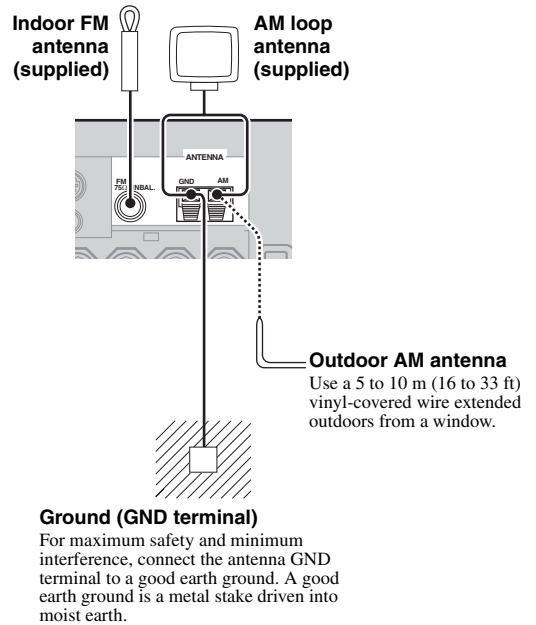 Indoor FM
antenna
(supplied)
AM loop
antenna
(supplied)
ANTENNA
GND
AM
FM
75Ω UNBAL.
Outdoor AM antenna
Use a 5 to 10 m (16 to 33 ft)
vinyl-covered wire extended
outdoors from a window.
Ground (GND terminal)
For maximum safety and minimum
interference, connect the antenna GND
terminal to a good earth ground. A good
earth ground is a metal stake driven into
moist earth.